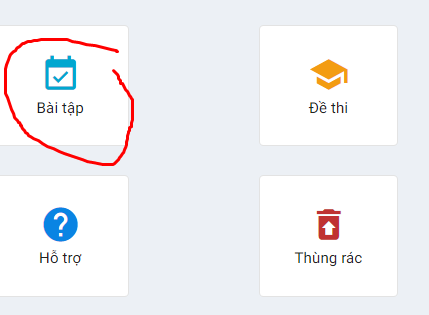 Bài tập
Đề thi
Hỗ trợ
Thùng rác